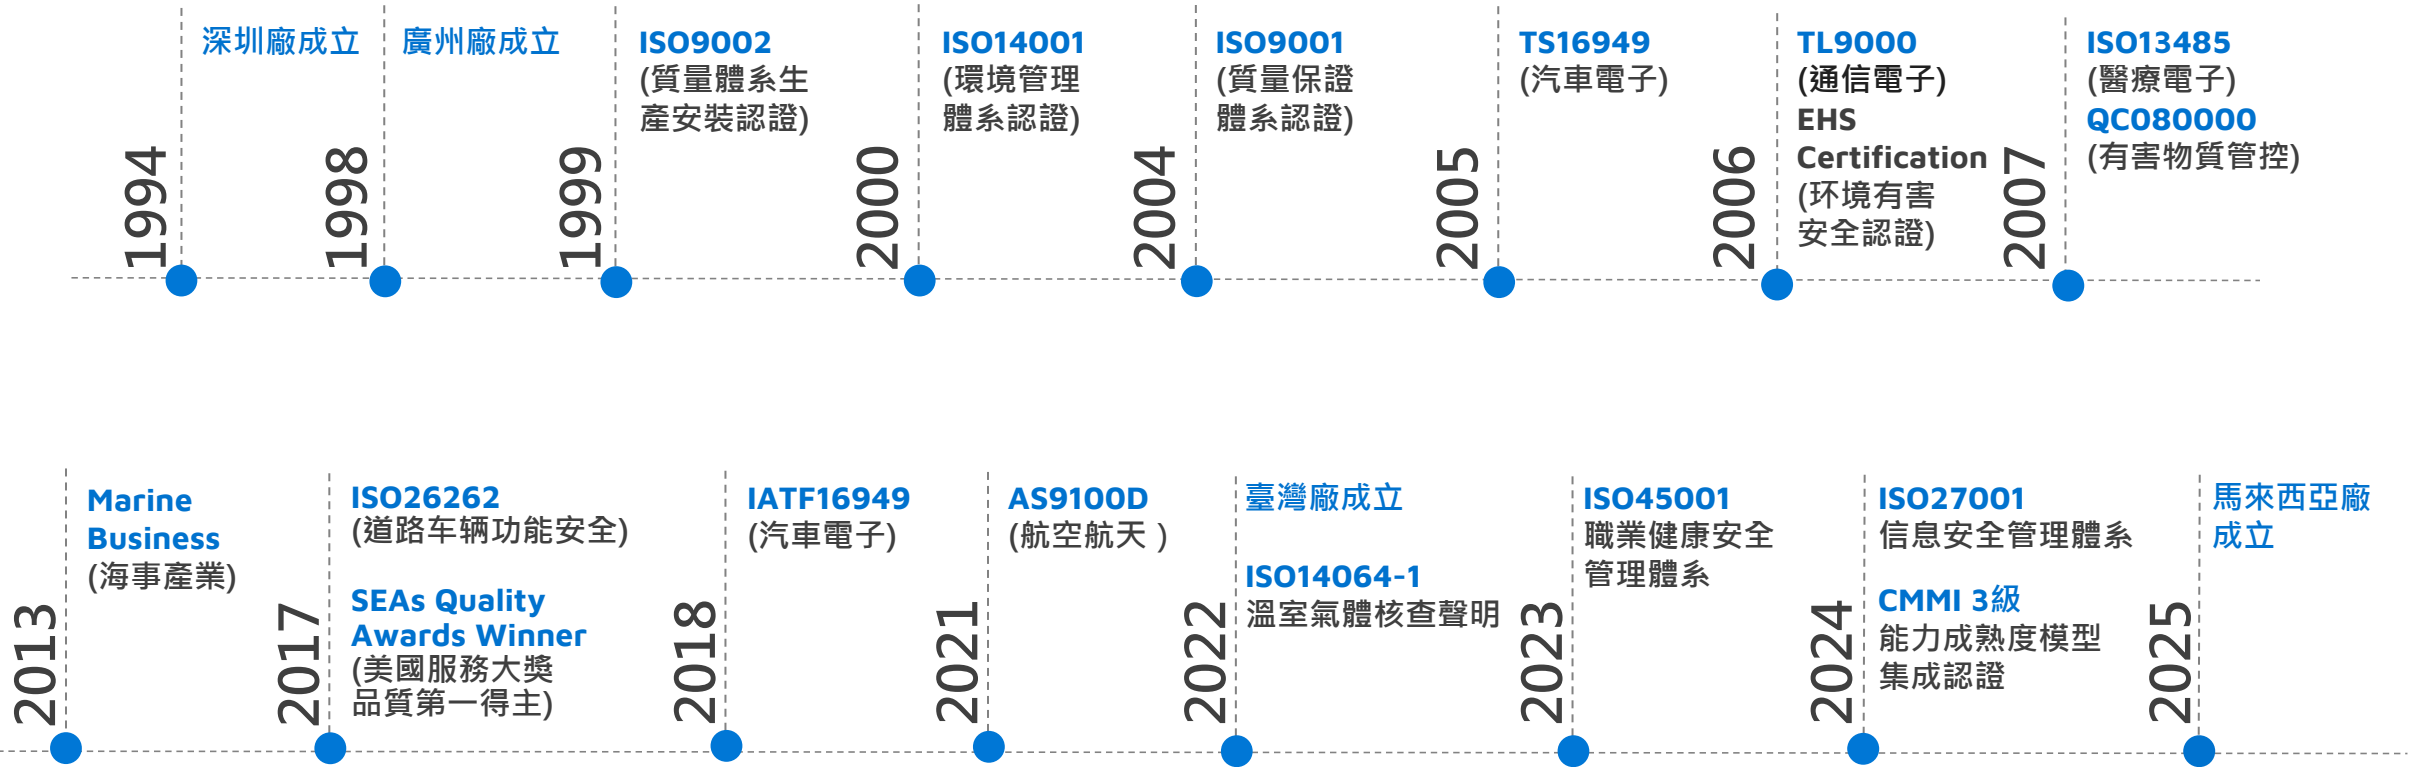 1994
深圳廠成立
1998
廣州廠成立
1999
ISO9002
(質量體系生
產安裝認證)
2000
ISO14001
(環境管理
體系認證)
2004
ISO9001
(質量保證
體系認證)
2005
TS16949
(汽車電子)
2006
TL9000
(通信電子)
EHS
Certification
(环境有害
安全認證)
2007
ISO13485
(醫療電子)
QC080000
(有害物質管控)
2013
Marine
Business
(海事產業)
2017
ISO26262
(道路车辆功能安全)
SEAs Quality
Awards Winner
(美國服務大獎
品質第一得主)
2018
IATF16949
(汽車電子)
2021
AS9100D
(航空航天 )
2022
臺灣廠成立
ISO14064-1
溫室氣體核查聲明
2023
ISO45001
職業健康安全
管理體系
2024
ISO27001
信息安全管理體系
CMMI 3級
能力成熟度模型
集成認證
2025
馬來西亞廠
成立